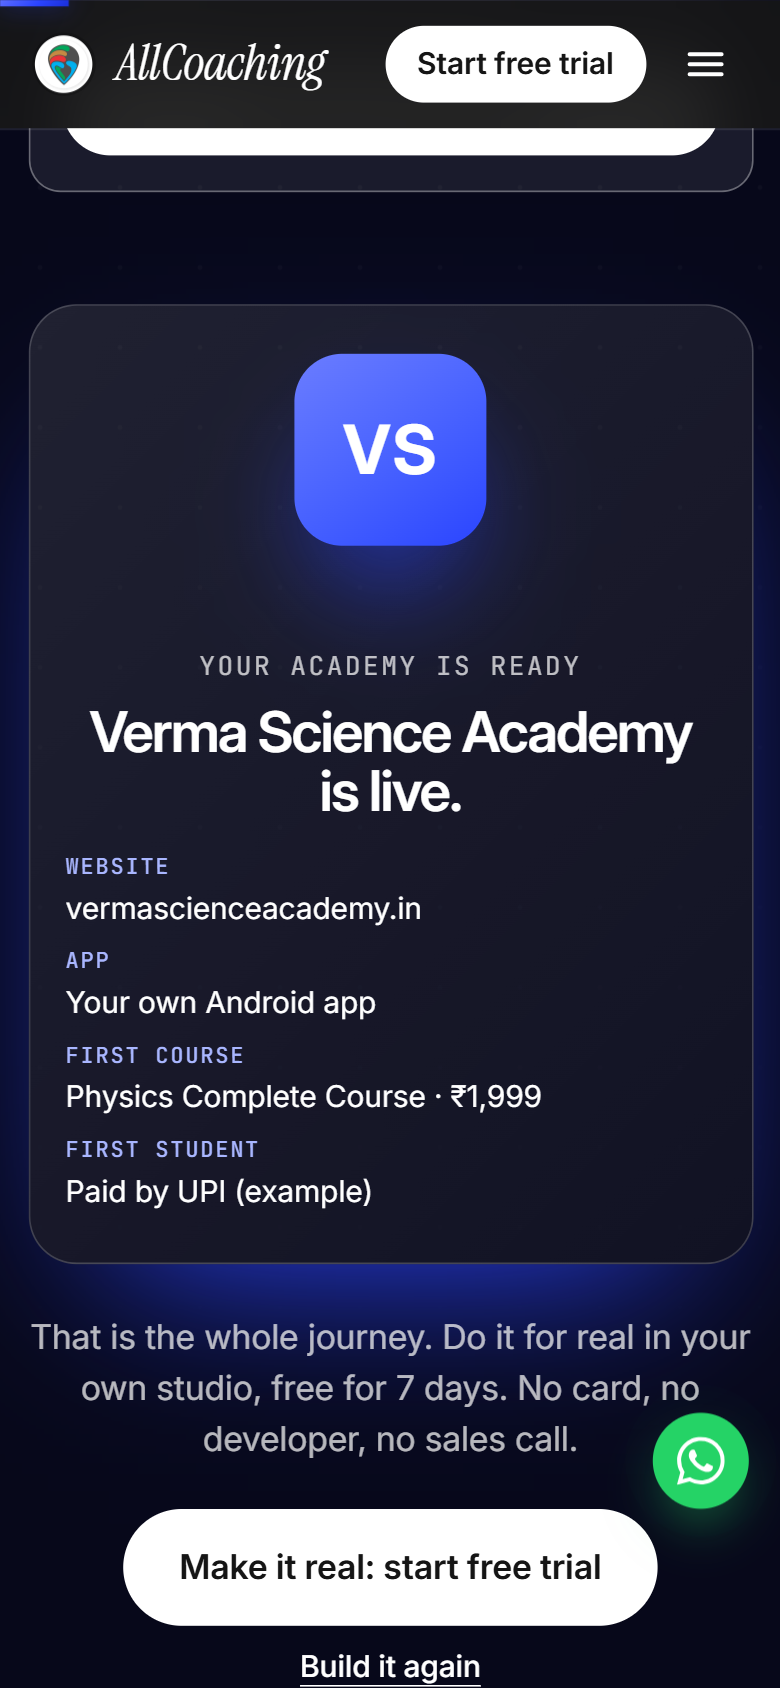 AllCoaching
Start free trial
VS
YOUR ACADEMY IS READY
Verma Science Academy
is live.
WEBSITE
vermascienceacademy.in
APP
Your own Android app
FIRST COURSE
Physics Complete Course · ₹1,999
FIRST STUDENT
Paid by UPI (example)
That is the whole journey. Do it for real in your
own studio, free for 7 days. No card, no
developer, no sales call.
Make it real: start free trial
Build it again